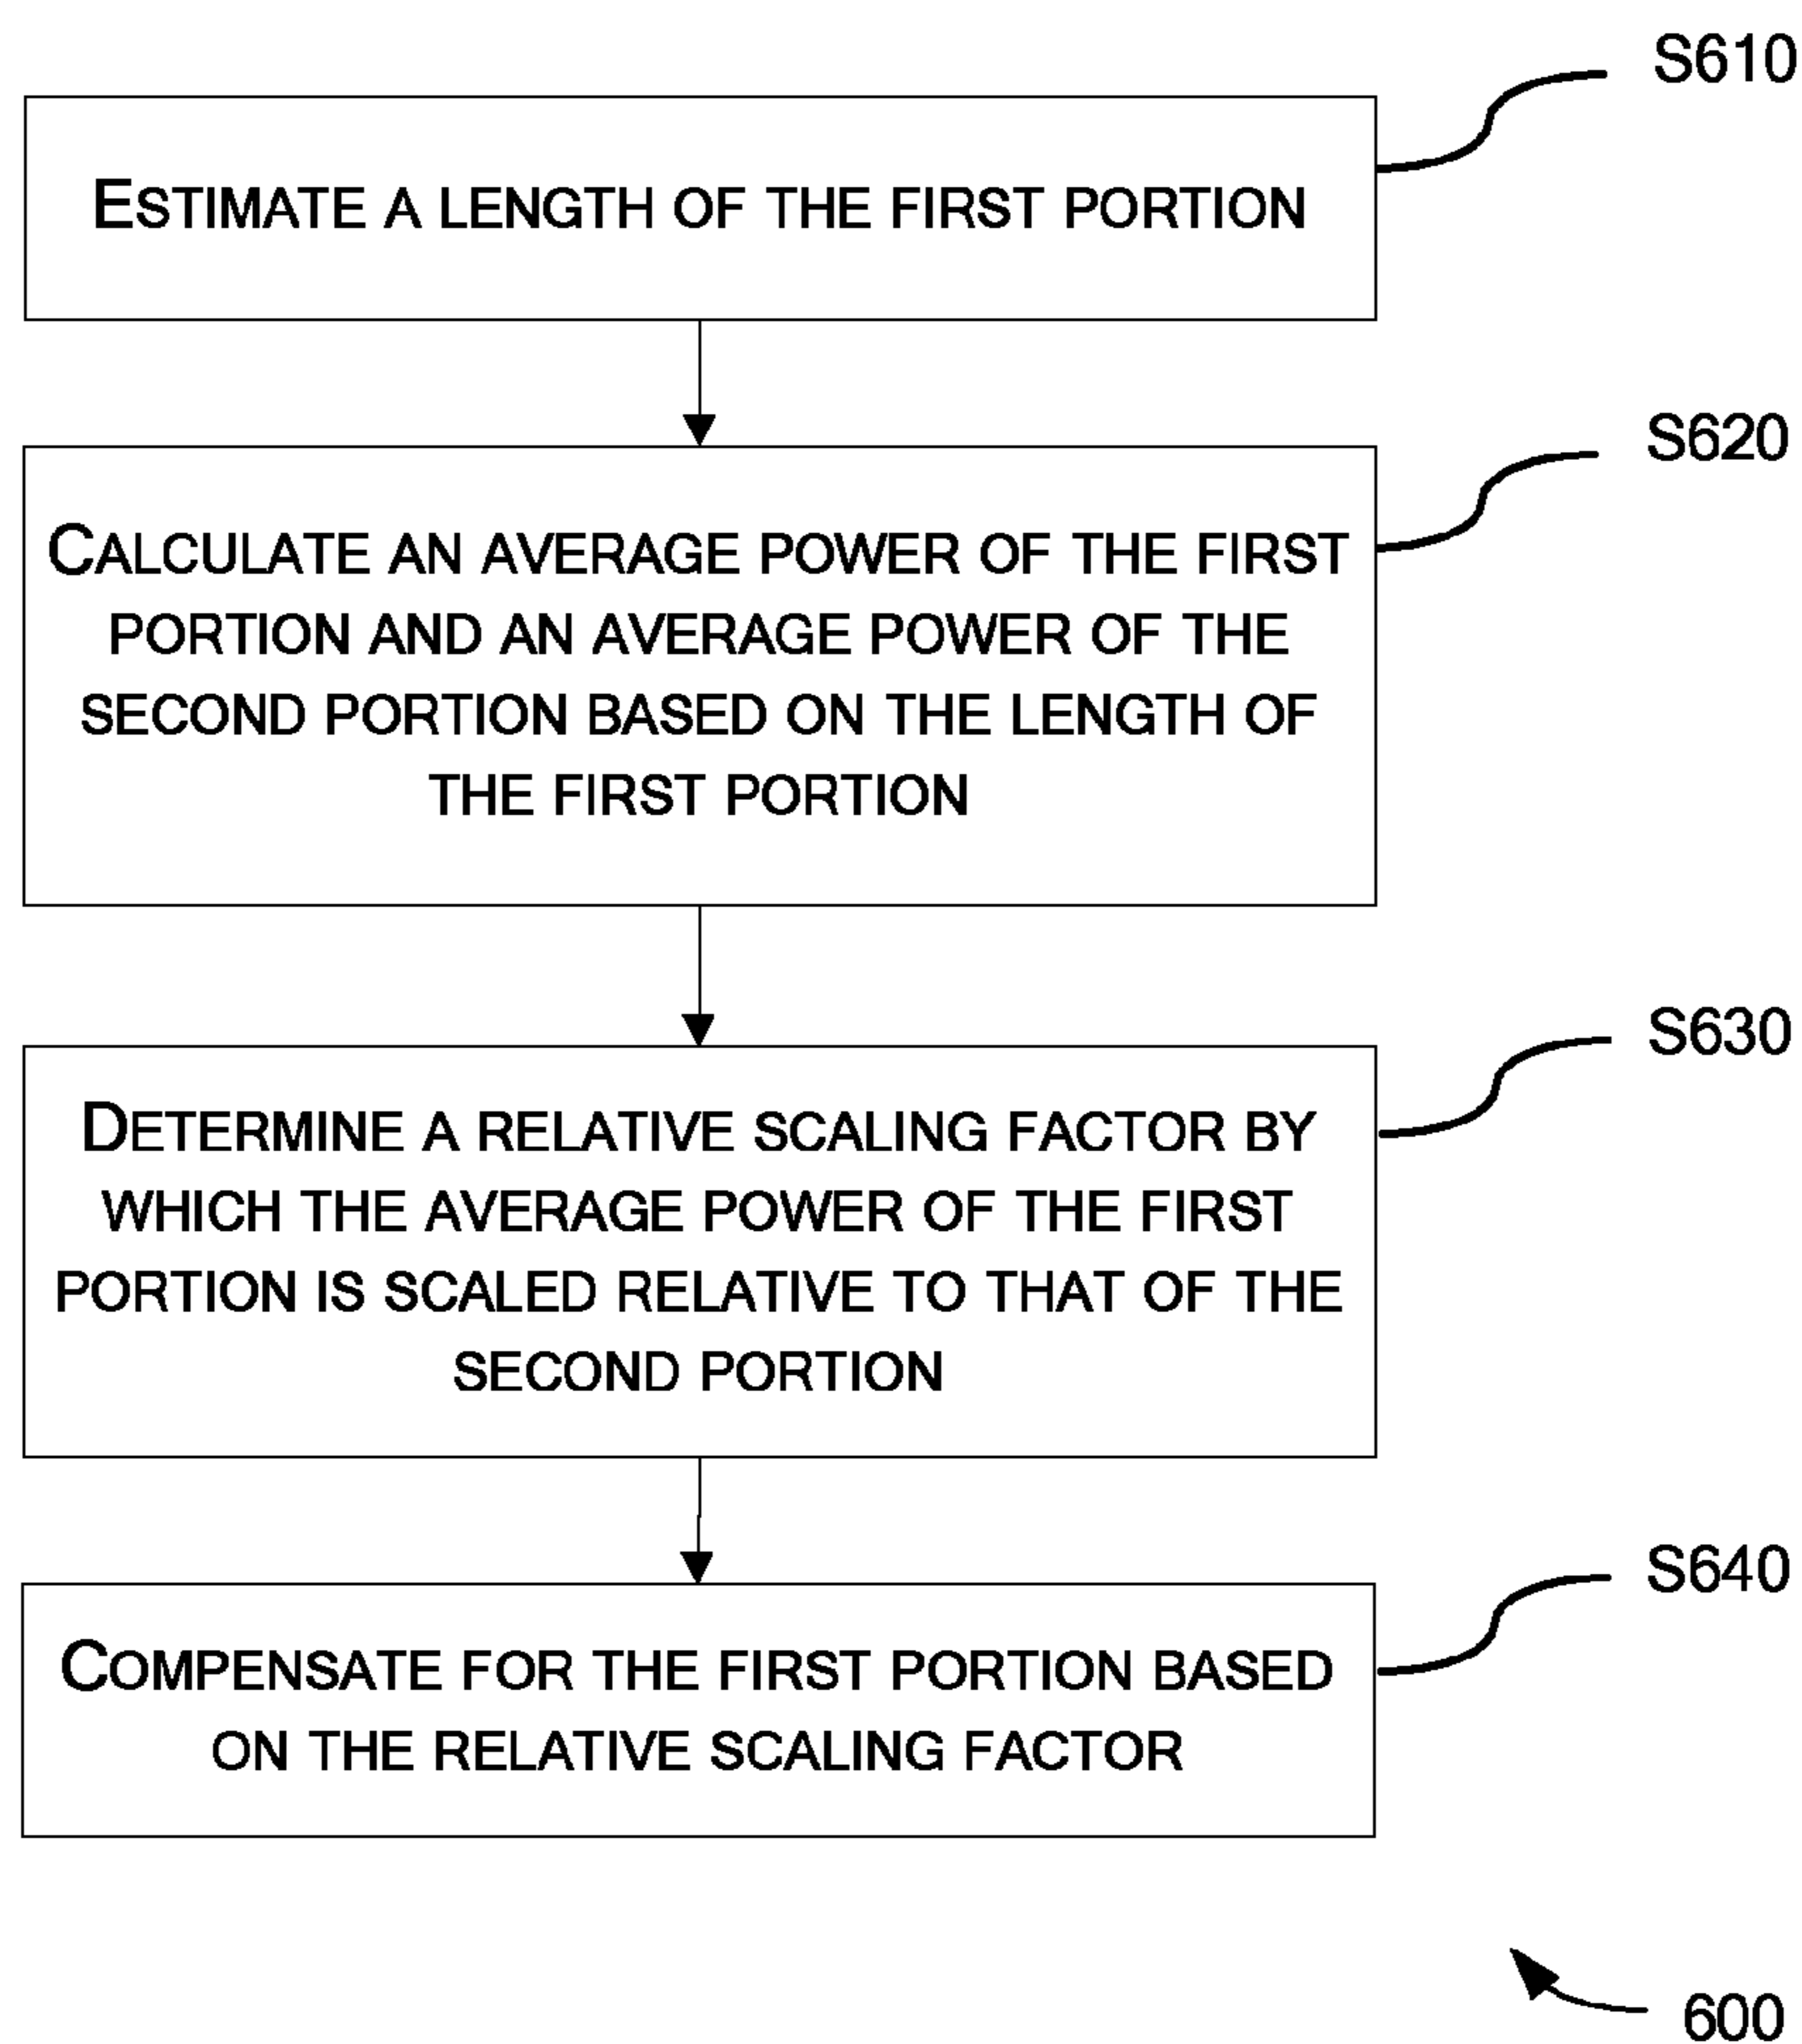 S610
ESTIMATE A LENGTH OF THE FIRST PORTION
S620
CALCULATE AN AVERAGE POWER OF THE FIRST
PORTION AND AN AVERAGE POWER OF THE
SECOND PORTION BASED ON THE LENGTH OF
THE FIRST PORTION
S630
DETERMINE A RELATIVE SCALING FACTOR BY
WHICH THE AVERAGE POWER OF THE FIRST
PORTION IS SCALED RELATIVE TO THAT OF THE
SECOND PORTION
S640
COMPENSATE FOR THE FIRST PORTION BASED
ON THE RELATIVE SCALING FACTOR
600